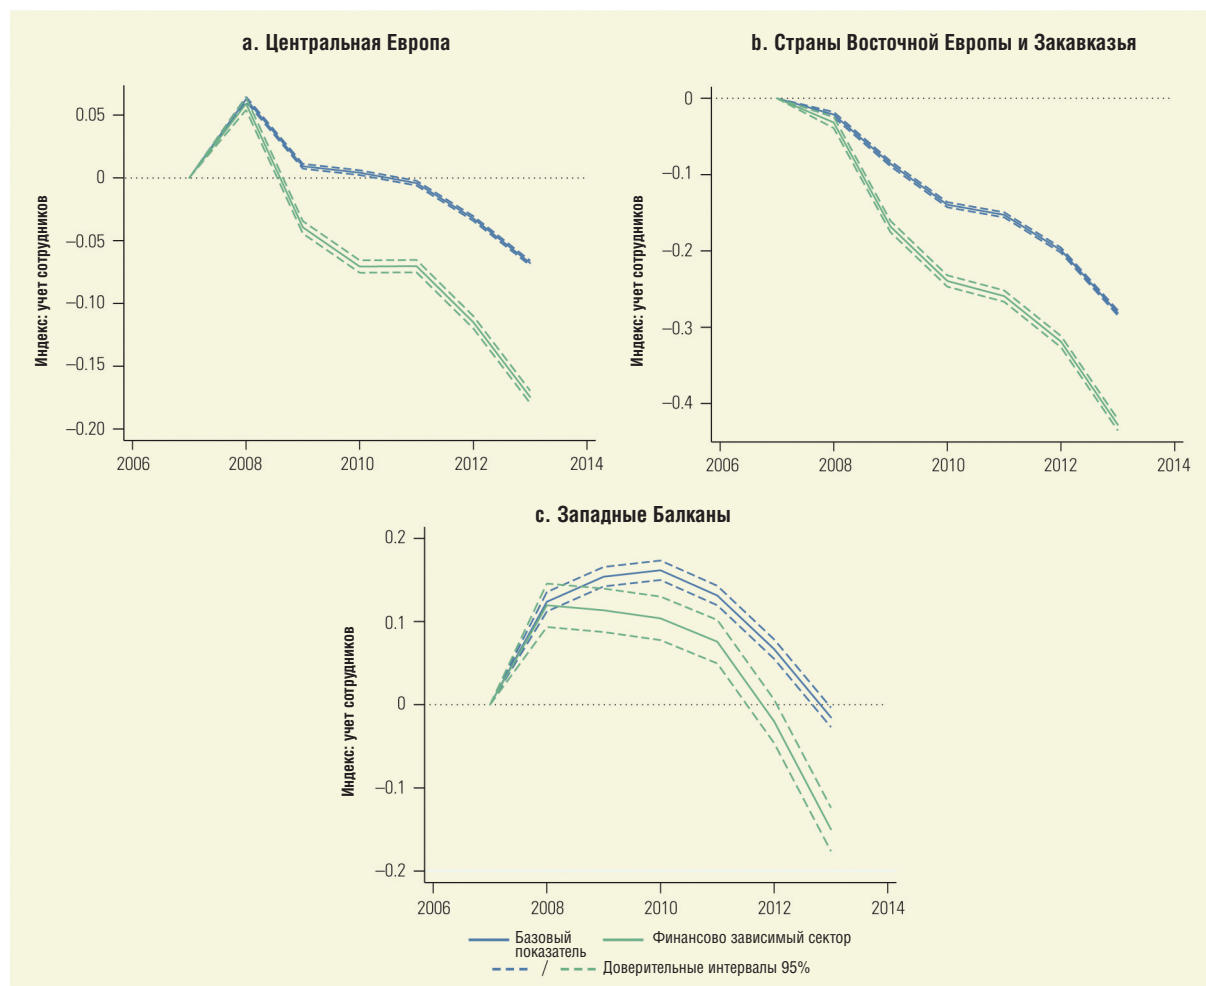 a. Центральная Европа
0.05
0
–0.05
–0.10
–0.15
–0.20
Индекс: учет сотрудников
2006 2008 2010 2012 2014
b. Страны Восточной Европы и Закавказья
0
–0.1
–0.2
–0.3
–0.4
Индекс: учет сотрудников
2006 2008 2010 2012 2014
c. Западные Балканы
0.2
0.1
0
–0.1
–0.2
Индекс: учет сотрудников
2006 2008 2010 2012 2014
Базовый показатель
Финансово зависимый сектор
/ Доверительные интервалы 95%